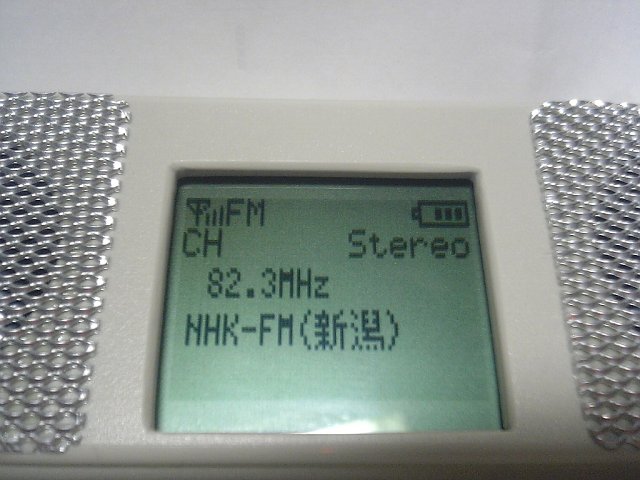 FM
CH Stereo
82.3MHz
NHK-FM(新潟)